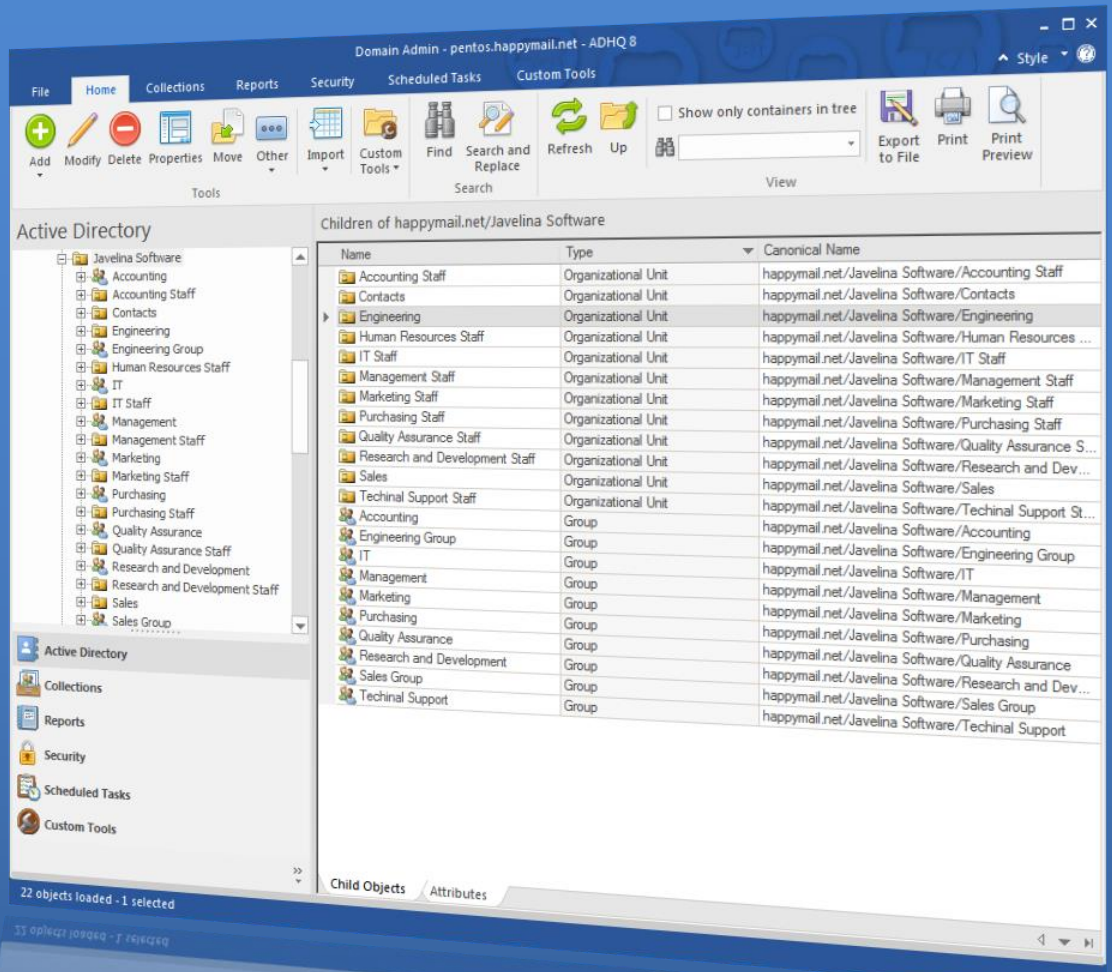 Domain Admin - pentos.happymail.net - ADHQ 8
File Home Collections Reports Security Scheduled Tasks Custom Tools Style
Add Modify Delete Properties Move Other Import Custom Tools Find Search and Replace Refresh Up
Show only containers in tree
Export to File Print Print Preview
Tools Search View
Active Directory
Javelina Software
Accounting
Accounting Staff
Contacts
Engineering
Engineering Group
Human Resources Staff
IT
IT Staff
Management
Management Staff
Marketing
Marketing Staff
Purchasing
Purchasing Staff
Quality Assurance
Quality Assurance Staff
Research and Development
Research and Development Staff
Sales
Sales Group
Active Directory
Collections
Reports
Security
Scheduled Tasks
Custom Tools
Children of happymail.net/Javelina Software
Name Type Canonical Name
Accounting Staff Organizational Unit happymail.net/Javelina Software/Accounting Staff
Contacts Organizational Unit happymail.net/Javelina Software/Contacts
Engineering Organizational Unit happymail.net/Javelina Software/Engineering
Human Resources Staff Organizational Unit happymail.net/Javelina Software/Human Resources ...
IT Staff Organizational Unit happymail.net/Javelina Software/IT Staff
Management Staff Organizational Unit happymail.net/Javelina Software/Management Staff
Marketing Staff Organizational Unit happymail.net/Javelina Software/Marketing Staff
Purchasing Staff Organizational Unit happymail.net/Javelina Software/Purchasing Staff
Quality Assurance Staff Organizational Unit happymail.net/Javelina Software/Quality Assurance S...
Research and Development Staff Organizational Unit happymail.net/Javelina Software/Research and Dev...
Sales Organizational Unit happymail.net/Javelina Software/Sales
Techinal Support Staff Organizational Unit happymail.net/Javelina Software/Techinal Support St...
Accounting Group happymail.net/Javelina Software/Accounting
Engineering Group Group happymail.net/Javelina Software/Engineering Group
IT Group happymail.net/Javelina Software/IT
Management Group happymail.net/Javelina Software/Management
Marketing Group happymail.net/Javelina Software/Marketing
Purchasing Group happymail.net/Javelina Software/Purchasing
Quality Assurance Group happymail.net/Javelina Software/Quality Assurance
Research and Development Group happymail.net/Javelina Software/Research and Dev...
Sales Group Group happymail.net/Javelina Software/Sales Group
Techinal Support Group happymail.net/Javelina Software/Techinal Support
Child Objects Attributes
22 objects loaded - 1 selected